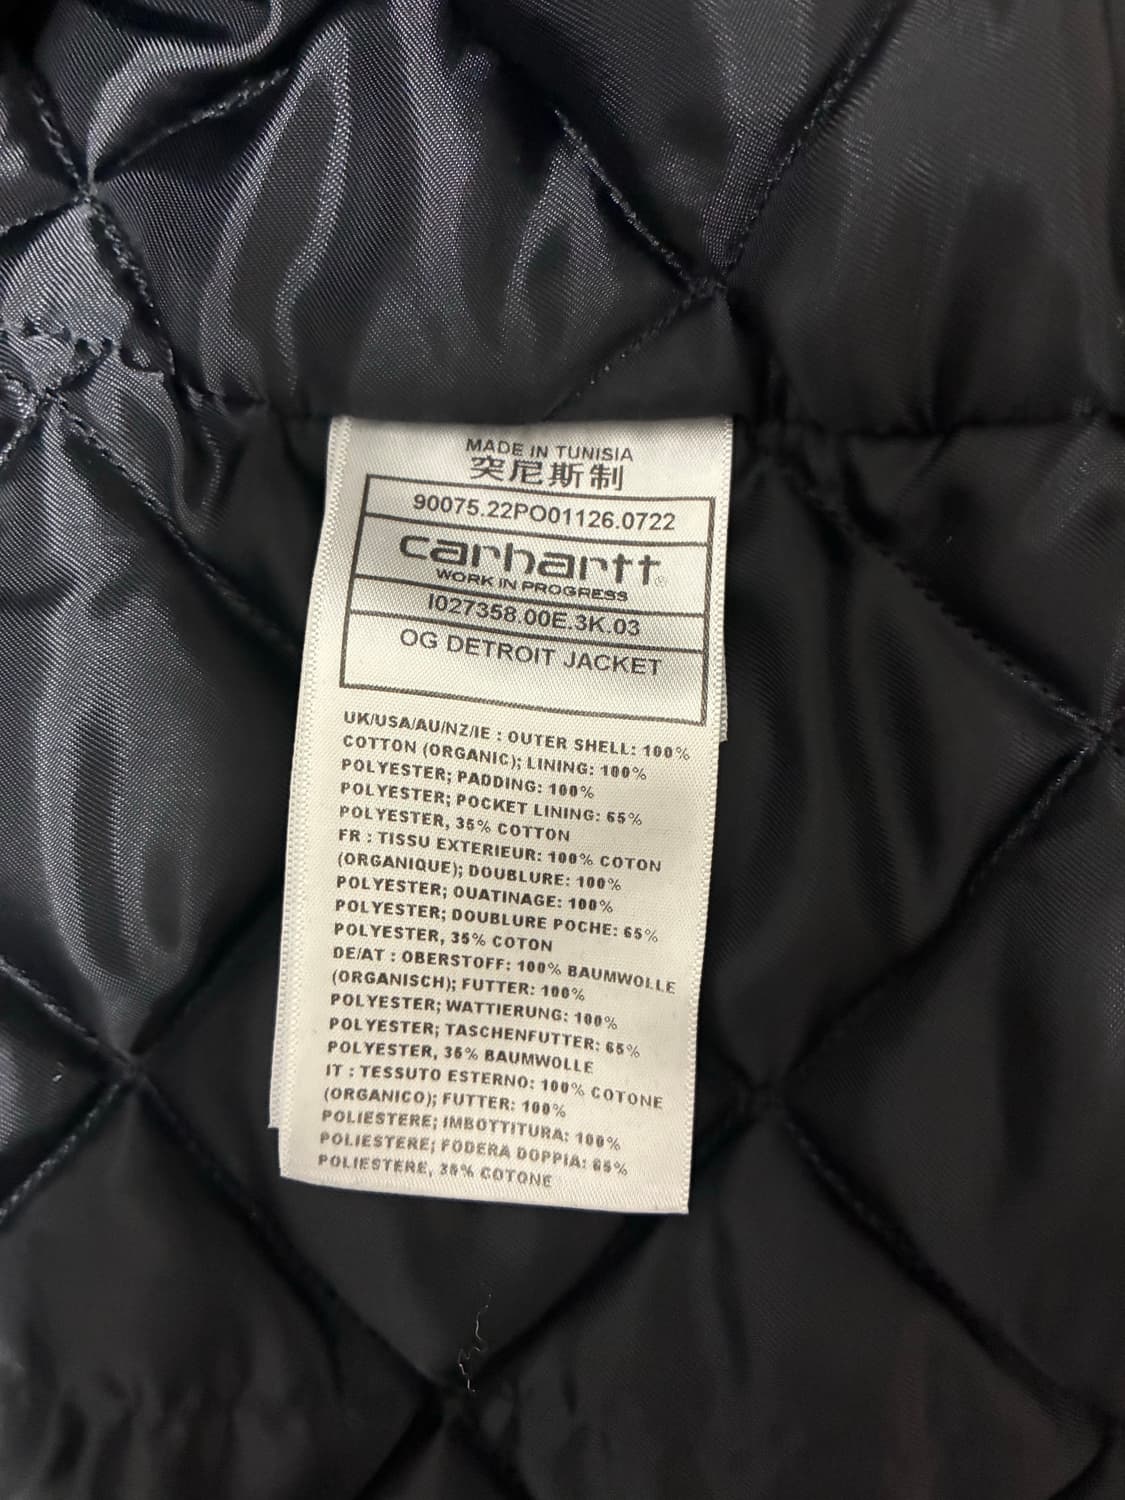 MADE IN TUNISIA
突尼斯制
90075.22PO01126.0722
carhartt®
WORK IN PROGRESS
I027358.00E.3K.03
OG DETROIT JACKET
UK/USA/AU/NZ/IE : OUTER SHELL: 100%
COTTON (ORGANIC); LINING: 100%
POLYESTER; PADDING: 100%
POLYESTER; POCKET LINING: 65%
POLYESTER, 35% COTTON
FR : TISSU EXTERIEUR: 100% COTON
(ORGANIQUE); DOUBLURE: 100%
POLYESTER; OUATINAGE: 100%
POLYESTER; DOUBLURE POCHE: 65%
POLYESTER, 35% COTON
DE/AT : OBERSTOFF: 100% BAUMWOLLE
(ORGANISCH); FUTTER: 100%
POLYESTER; WATTIERUNG: 100%
POLYESTER; TASCHENFUTTER: 65%
POLYESTER, 35% BAUMWOLLE
IT : TESSUTO ESTERNO: 100% COTONE
(ORGANICO); FUTTER: 100%
POLIESTERE; IMBOTTITURA: 100%
POLIESTERE; FODERA DOPPIA: 65%
POLIESTERE, 35% COTONE